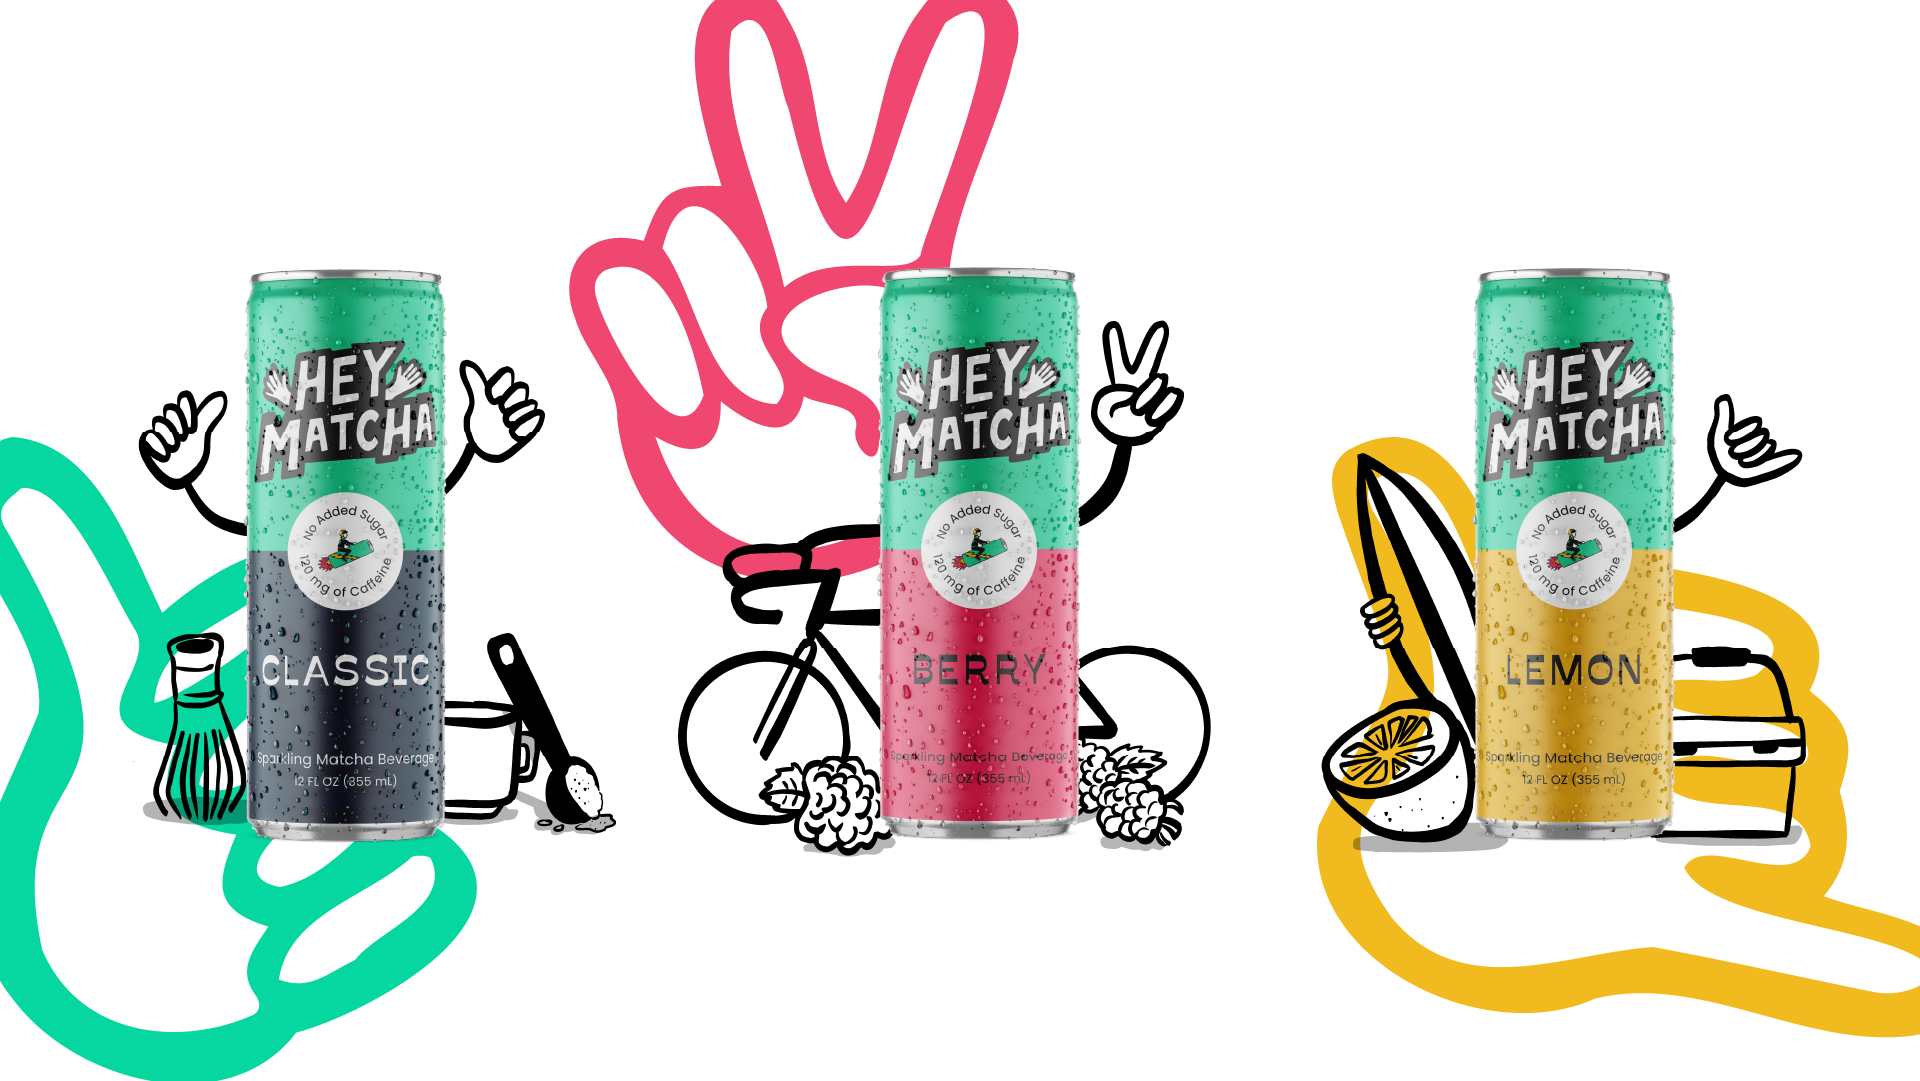 HEY
MATCHA
No Added Sugar
120 mg of Caffeine
CLASSIC
Sparkling Matcha Beverage
12 FL OZ (355 mL)
HEY
MATCHA
No Added Sugar
120 mg of Caffeine
BERRY
Sparkling Matcha Beverage
12 FL OZ (355 mL)
HEY
MATCHA
No Added Sugar
120 mg of Caffeine
LEMON
Sparkling Matcha Beverage
12 FL OZ (355 mL)